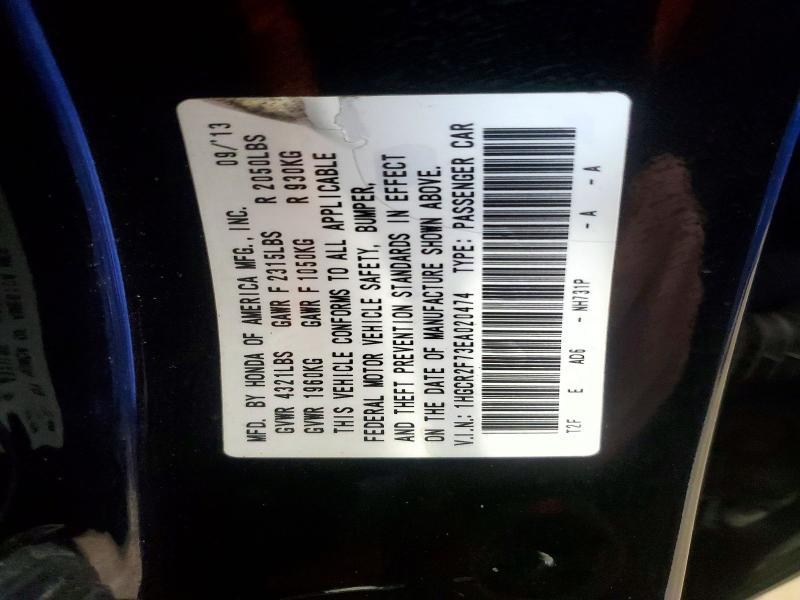 MFD. BY HONDA OF AMERICA MFG., INC. 09/'13
GVWR 4321LBS GAWR F 2315LBS R 2050LBS
GVWR 1960KG GAWR F 1050KG R 930KG
THIS VEHICLE CONFORMS TO ALL APPLICABLE
FEDERAL MOTOR VEHICLE SAFETY, BUMPER,
AND THEFT PREVENTION STANDARDS IN EFFECT
ON THE DATE OF MANUFACTURE SHOWN ABOVE.
V.I.N.: 1HGCR2F73EA020474 TYPE: PASSENGER CAR
T2F E AD6 - NH731P - A - A